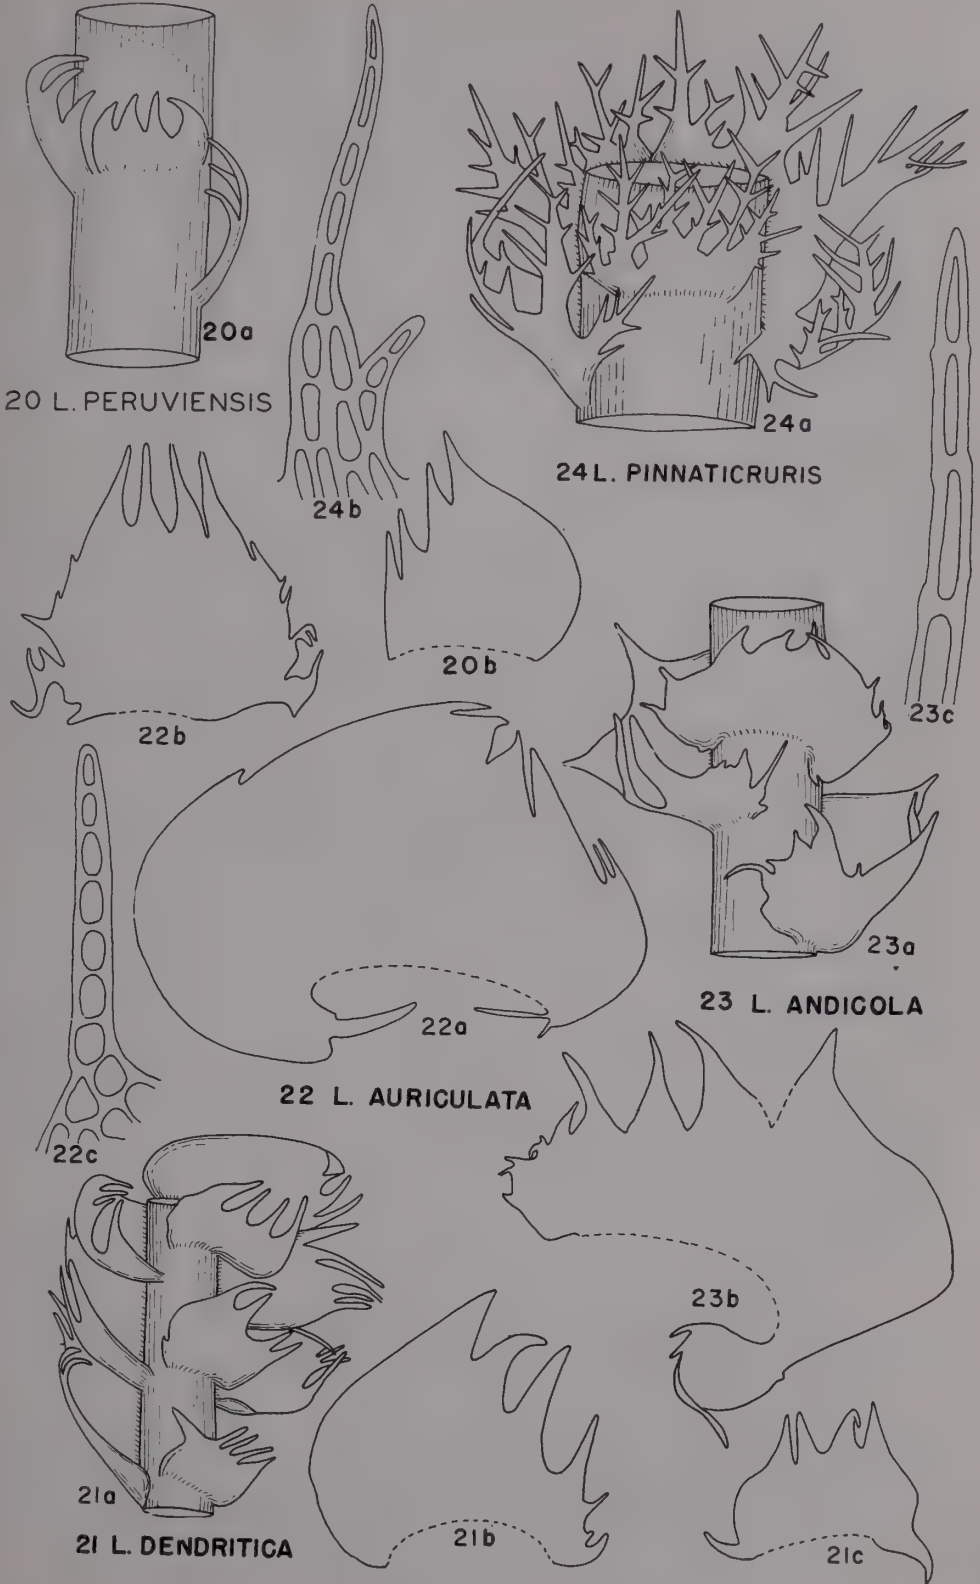 20a
20 L. PERUVIENSIS
24a
24 L. PINNATICRURIS
24b
20b
22b
23c
23a
23 L. ANDICOLA
22a
22 L. AURICULATA
22c
23b
21a
21 L. DENDRITICA
21b
21c